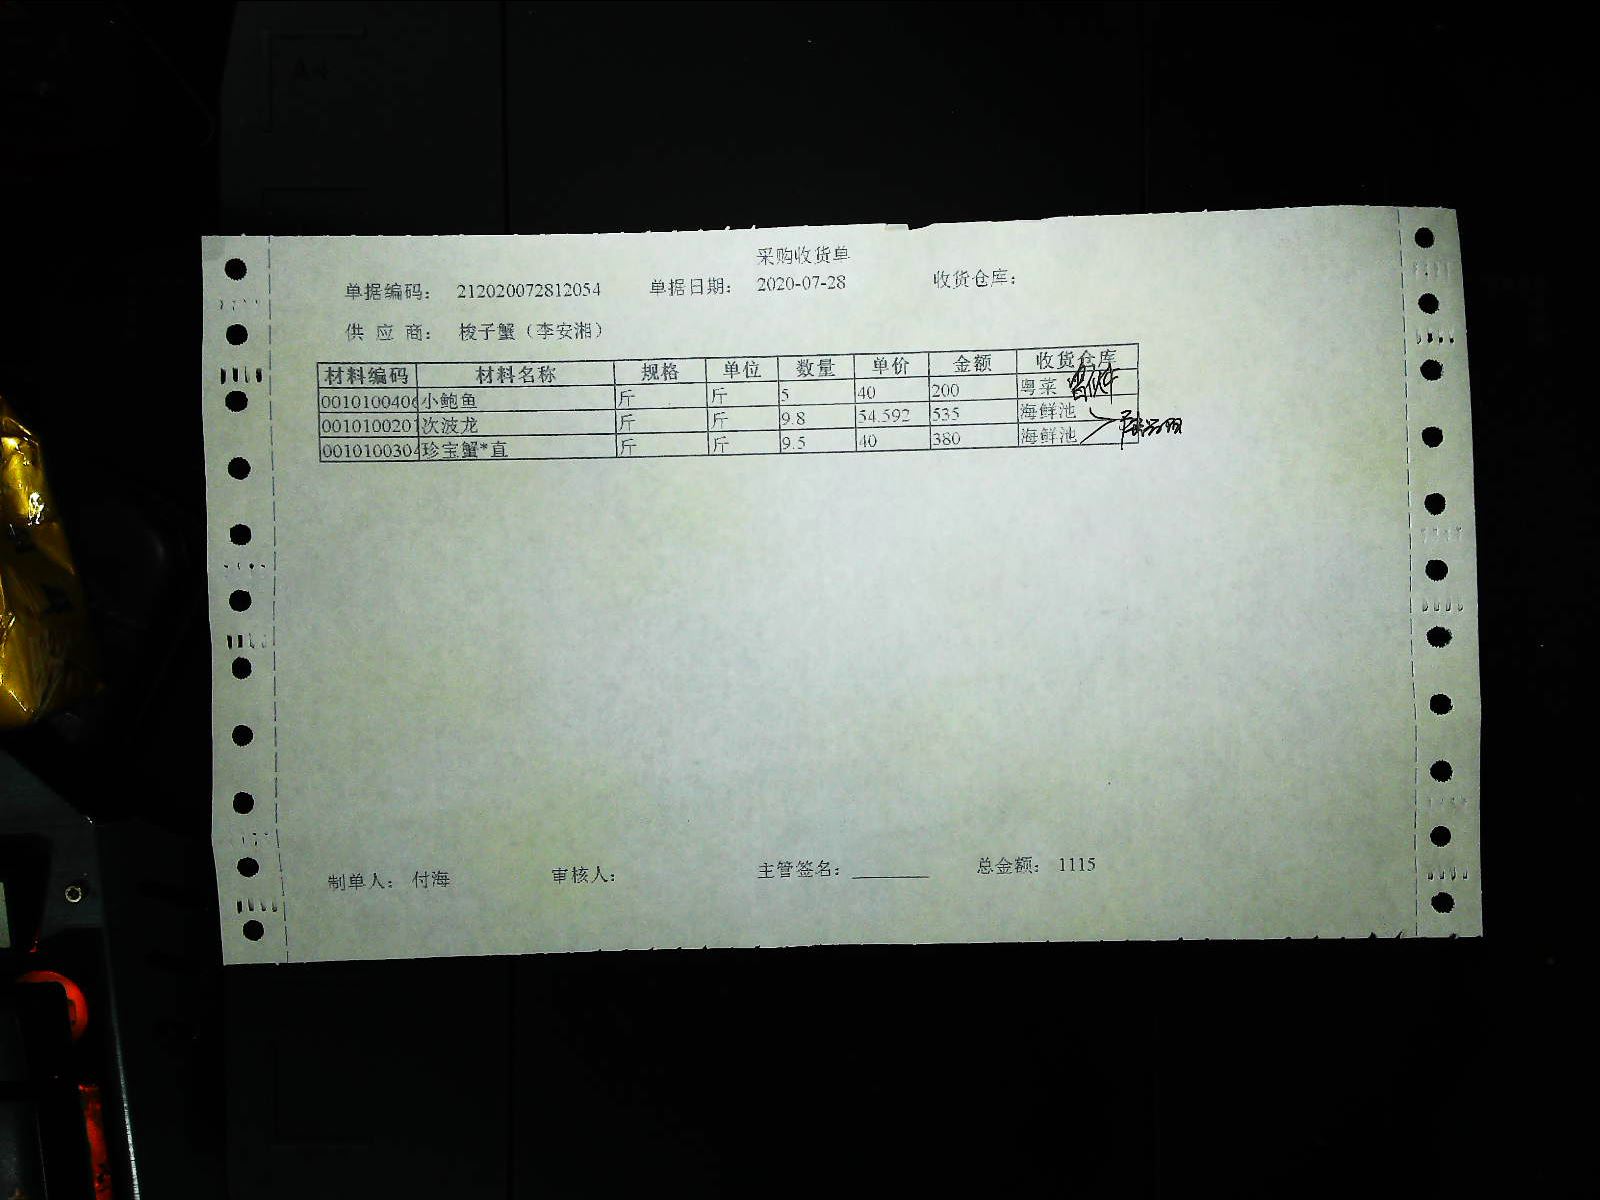 采购收货单
单据编码： 212020072812054 单据日期： 2020-07-28 收货仓库：
供 应 商： 梭子蟹（李安湘）
材料编码 材料名称 规格 单位 数量 单价 金额 收货仓库
0010100406 小鲍鱼 斤 斤 5 40 200 粤菜
0010100201 次波龙 斤 斤 9.8 54.592 535 海鲜池
0010100304 珍宝蟹*直 斤 斤 9.5 40 380 海鲜池
制单人： 付海 审核人： 主管签名： 总金额： 1115